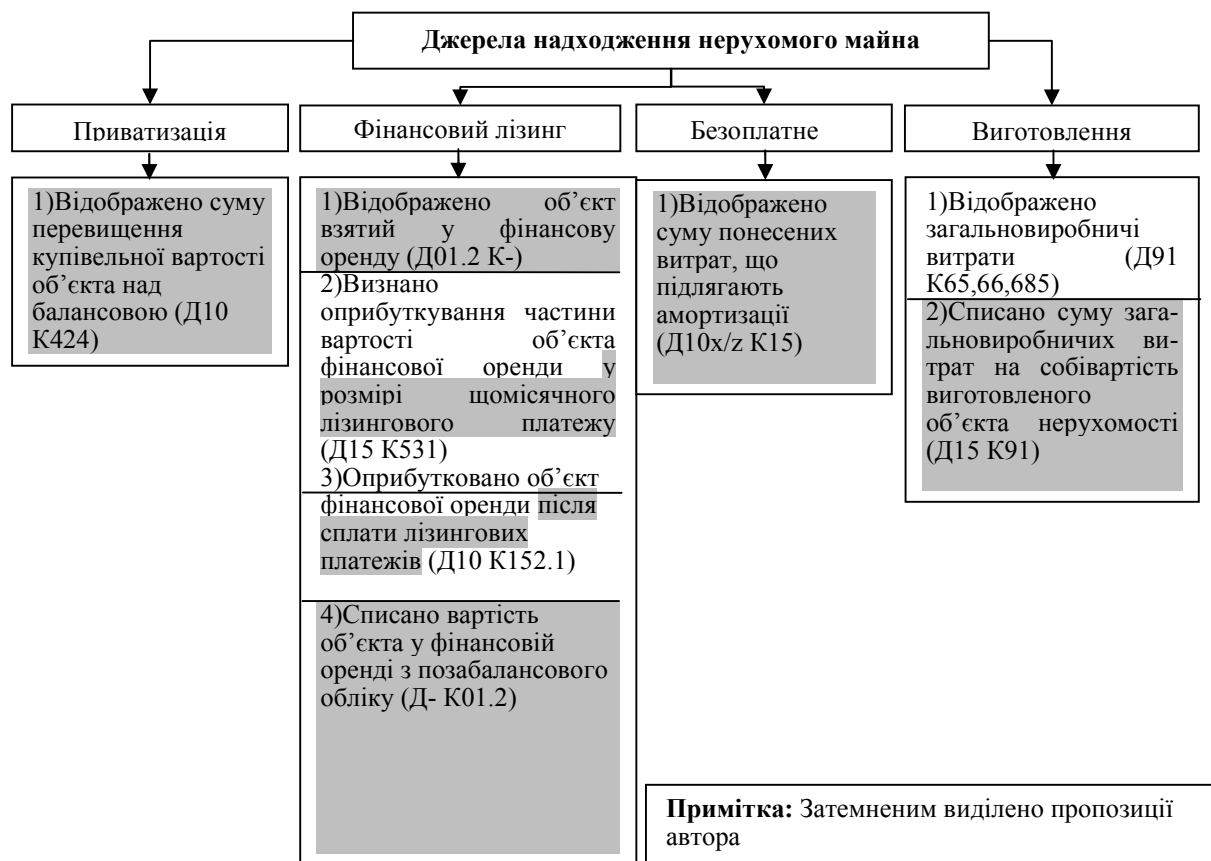 Джерела надходження нерухомого майна
Приватизація
Фінансовий лізинг
Безоплатне
Виготовлення
1)Відображено суму
перевищення
купівельної вартості
об’єкта над
балансовою (Д10
К424)
1)Відображено об’єкт
взятий у фінансову
оренду (Д01.2 К-)
2)Визнано
оприбуткування частини
вартості об’єкта
фінансової оренди у
розмірі щомісячного
лізингового платежу
(Д15 К531)
3)Оприбутковано об’єкт
фінансової оренди після
сплати лізингових
платежів (Д10 К152.1)
4)Списано вартість
об’єкта у фінансовій
оренді з позабалансового
обліку (Д- К01.2)
1)Відображено
суму понесених
витрат, що
підлягають
амортизації
(Д10x/z К15)
1)Відображено
загальновиробничі
витрати (Д91
К65,66,685)
2)Списано суму зага-
льновиробничих ви-
трат на собівартість
виготовленого
об’єкта нерухомості
(Д15 К91)
Примітка: Затемненим виділено пропозиції
автора